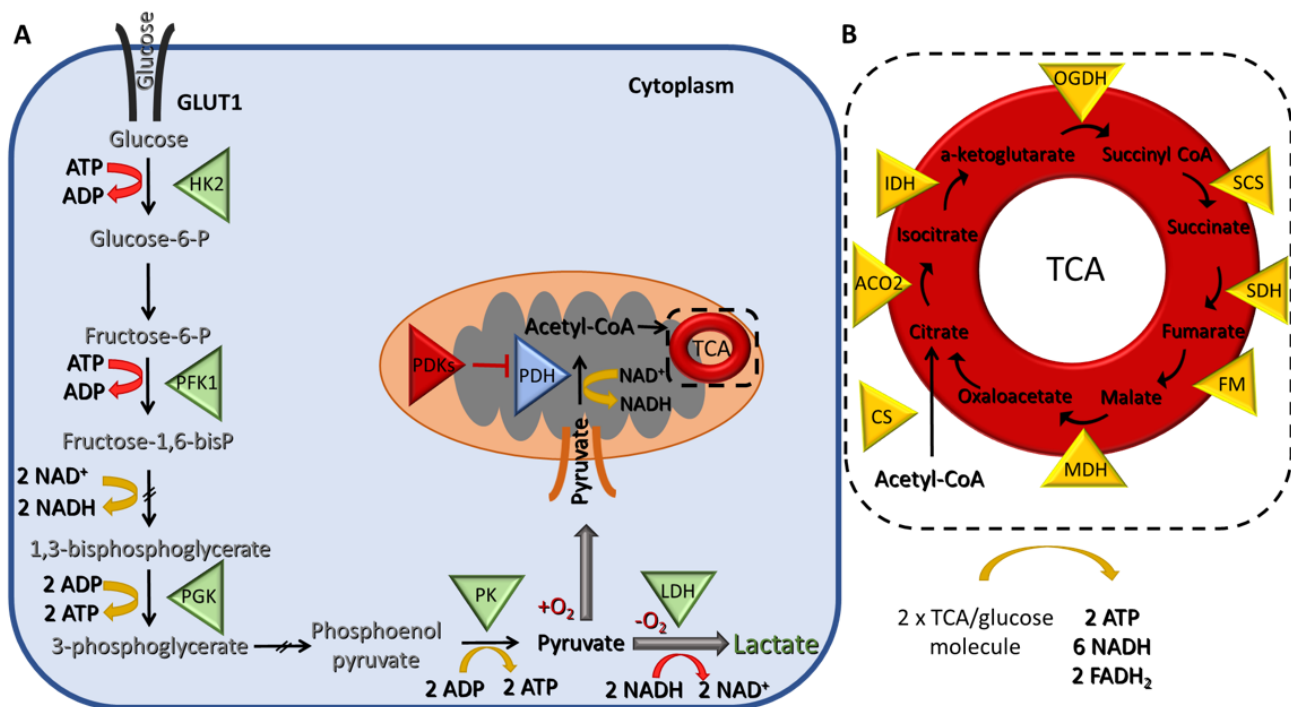 A
Glucose
GLUT1
Cytoplasm
Glucose
ATP
ADP
HK2
Glucose-6-P
Fructose-6-P
ATP
ADP
PFK1
Fructose-1,6-bisP
2 NAD⁺
2 NADH
1,3-bisphosphoglycerate
2 ADP
2 ATP
PGK
3-phosphoglycerate
Phosphoenol
pyruvate
PK
2 ADP
2 ATP
Pyruvate
+O₂
-O₂
LDH
Lactate
2 NADH
2 NAD⁺
Pyruvate
PDKs
PDH
NAD⁺
NADH
Acetyl-CoA
TCA
B
OGDH
a-ketoglutarate
Succinyl CoA
IDH
SCS
Isocitrate
Succinate
TCA
ACO2
SDH
Citrate
Fumarate
Oxaloacetate
Malate
FM
CS
MDH
Acetyl-CoA
2 x TCA/glucose
molecule
2 ATP
6 NADH
2 FADH₂